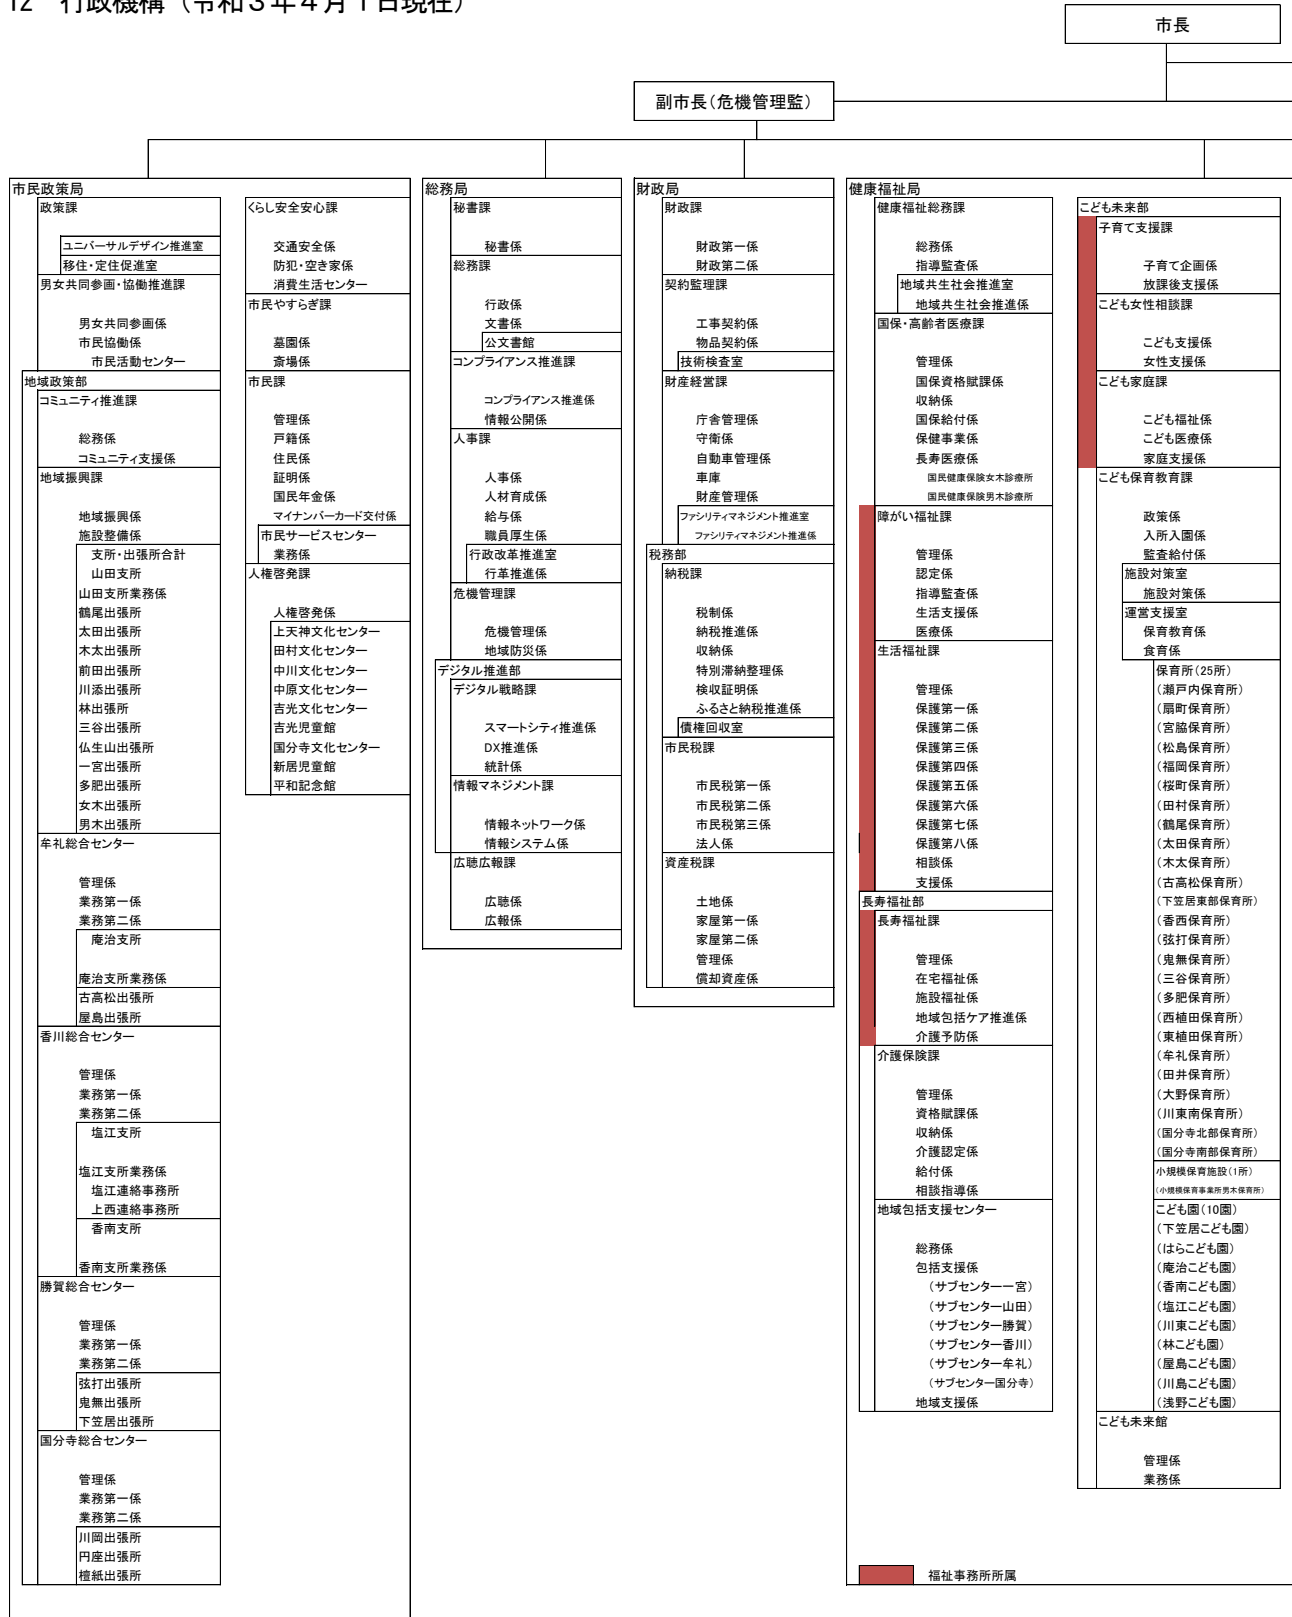 12　行政機構（令和３年４月１日現在）
市長
副市長（危機管理監）
市民政策局
政策課
ユニバーサルデザイン推進室
移住・定住促進室
男女共同参画・協働推進課
男女共同参画係
市民協働係
市民活動センター
地域政策部
コミュニティ推進課
総務係
コミュニティ支援係
地域振興課
地域振興係
施設整備係
支所・出張所合計
山田支所
山田支所業務係
鶴尾出張所
太田出張所
木太出張所
前田出張所
川添出張所
林出張所
三谷出張所
仏生山出張所
一宮出張所
多肥出張所
女木出張所
男木出張所
牟礼総合センター
管理係
業務第一係
業務第二係
庵治支所
庵治支所業務係
古高松出張所
屋島出張所
香川総合センター
管理係
業務第一係
業務第二係
塩江支所
塩江支所業務係
塩江連絡事務所
上西連絡事務所
香南支所
香南支所業務係
勝賀総合センター
管理係
業務第一係
業務第二係
弦打出張所
鬼無出張所
下笠居出張所
国分寺総合センター
管理係
業務第一係
業務第二係
川岡出張所
円座出張所
檀紙出張所
くらし安全安心課
交通安全係
防犯・空き家係
消費生活センター
市民やすらぎ課
墓園係
斎場係
市民課
管理係
戸籍係
住民係
証明係
国民年金係
マイナンバーカード交付係
市民サービスセンター
業務係
人権啓発課
人権啓発係
上天神文化センター
田村文化センター
中川文化センター
中原文化センター
吉光文化センター
吉光児童館
国分寺文化センター
新居児童館
平和記念館
総務局
秘書課
秘書係
総務課
行政係
文書係
公文書館
コンプライアンス推進課
コンプライアンス推進係
情報公開係
人事課
人事係
人材育成係
給与係
職員厚生係
行政改革推進室
行革推進係
危機管理課
危機管理係
地域防災係
デジタル推進部
デジタル戦略課
スマートシティ推進係
DX推進係
統計係
情報マネジメント課
情報ネットワーク係
情報システム係
広聴広報課
広聴係
広報係
財政局
財政課
財政第一係
財政第二係
契約監理課
工事契約係
物品契約係
技術検査室
財産経営課
庁舎管理係
守衛係
自動車管理係
車庫
財産管理係
ファシリティマネジメント推進室
ファシリティマネジメント推進係
税務部
納税課
税制係
納税推進係
収納係
特別滞納整理係
検収証明係
ふるさと納税推進係
債権回収室
市民税課
市民税第一係
市民税第二係
市民税第三係
法人係
資産税課
土地係
家屋第一係
家屋第二係
管理係
償却資産係
健康福祉局
健康福祉総務課
総務係
指導監査係
地域共生社会推進室
地域共生社会推進係
国保・高齢者医療課
管理係
国保資格賦課係
収納係
国保給付係
保健事業係
長寿医療係
国民健康保険女木診療所
国民健康保険男木診療所
障がい福祉課
管理係
認定係
指導監査係
生活支援係
医療係
生活福祉課
管理係
保護第一係
保護第二係
保護第三係
保護第四係
保護第五係
保護第六係
保護第七係
保護第八係
相談係
支援係
長寿福祉部
長寿福祉課
管理係
在宅福祉係
施設福祉係
地域包括ケア推進係
介護予防係
介護保険課
管理係
資格賦課係
収納係
介護認定係
給付係
相談指導係
地域包括支援センター
総務係
包括支援係
（サブセンター一宮）
（サブセンター山田）
（サブセンター勝賀）
（サブセンター香川）
（サブセンター牟礼）
（サブセンター国分寺）
地域支援係
福祉事務所所属
こども未来部
子育て支援課
子育て企画係
放課後支援係
こども女性相談課
こども支援係
女性支援係
こども家庭課
こども福祉係
こども医療係
家庭支援係
こども保育教育課
政策係
入所入園係
監査給付係
施設対策室
施設対策係
運営支援室
保育教育係
食育係
保育所（25所）
（瀬戸内保育所）
（扇町保育所）
（宮脇保育所）
（松島保育所）
（福岡保育所）
（桜町保育所）
（田村保育所）
（鶴尾保育所）
（太田保育所）
（木太保育所）
（古高松保育所）
（下笠居東部保育所）
（香西保育所）
（弦打保育所）
（鬼無保育所）
（三谷保育所）
（多肥保育所）
（西植田保育所）
（東植田保育所）
（牟礼保育所）
（田井保育所）
（大野保育所）
（川東南保育所）
（国分寺北部保育所）
（国分寺南部保育所）
小規模保育施設（1所）
（小規模保育事業所男木保育所）
こども園（10園）
（下笠居こども園）
（はらこども園）
（庵治こども園）
（香南こども園）
（塩江こども園）
（川東こども園）
（林こども園）
（屋島こども園）
（川島こども園）
（浅野こども園）
こども未来館
管理係
業務係